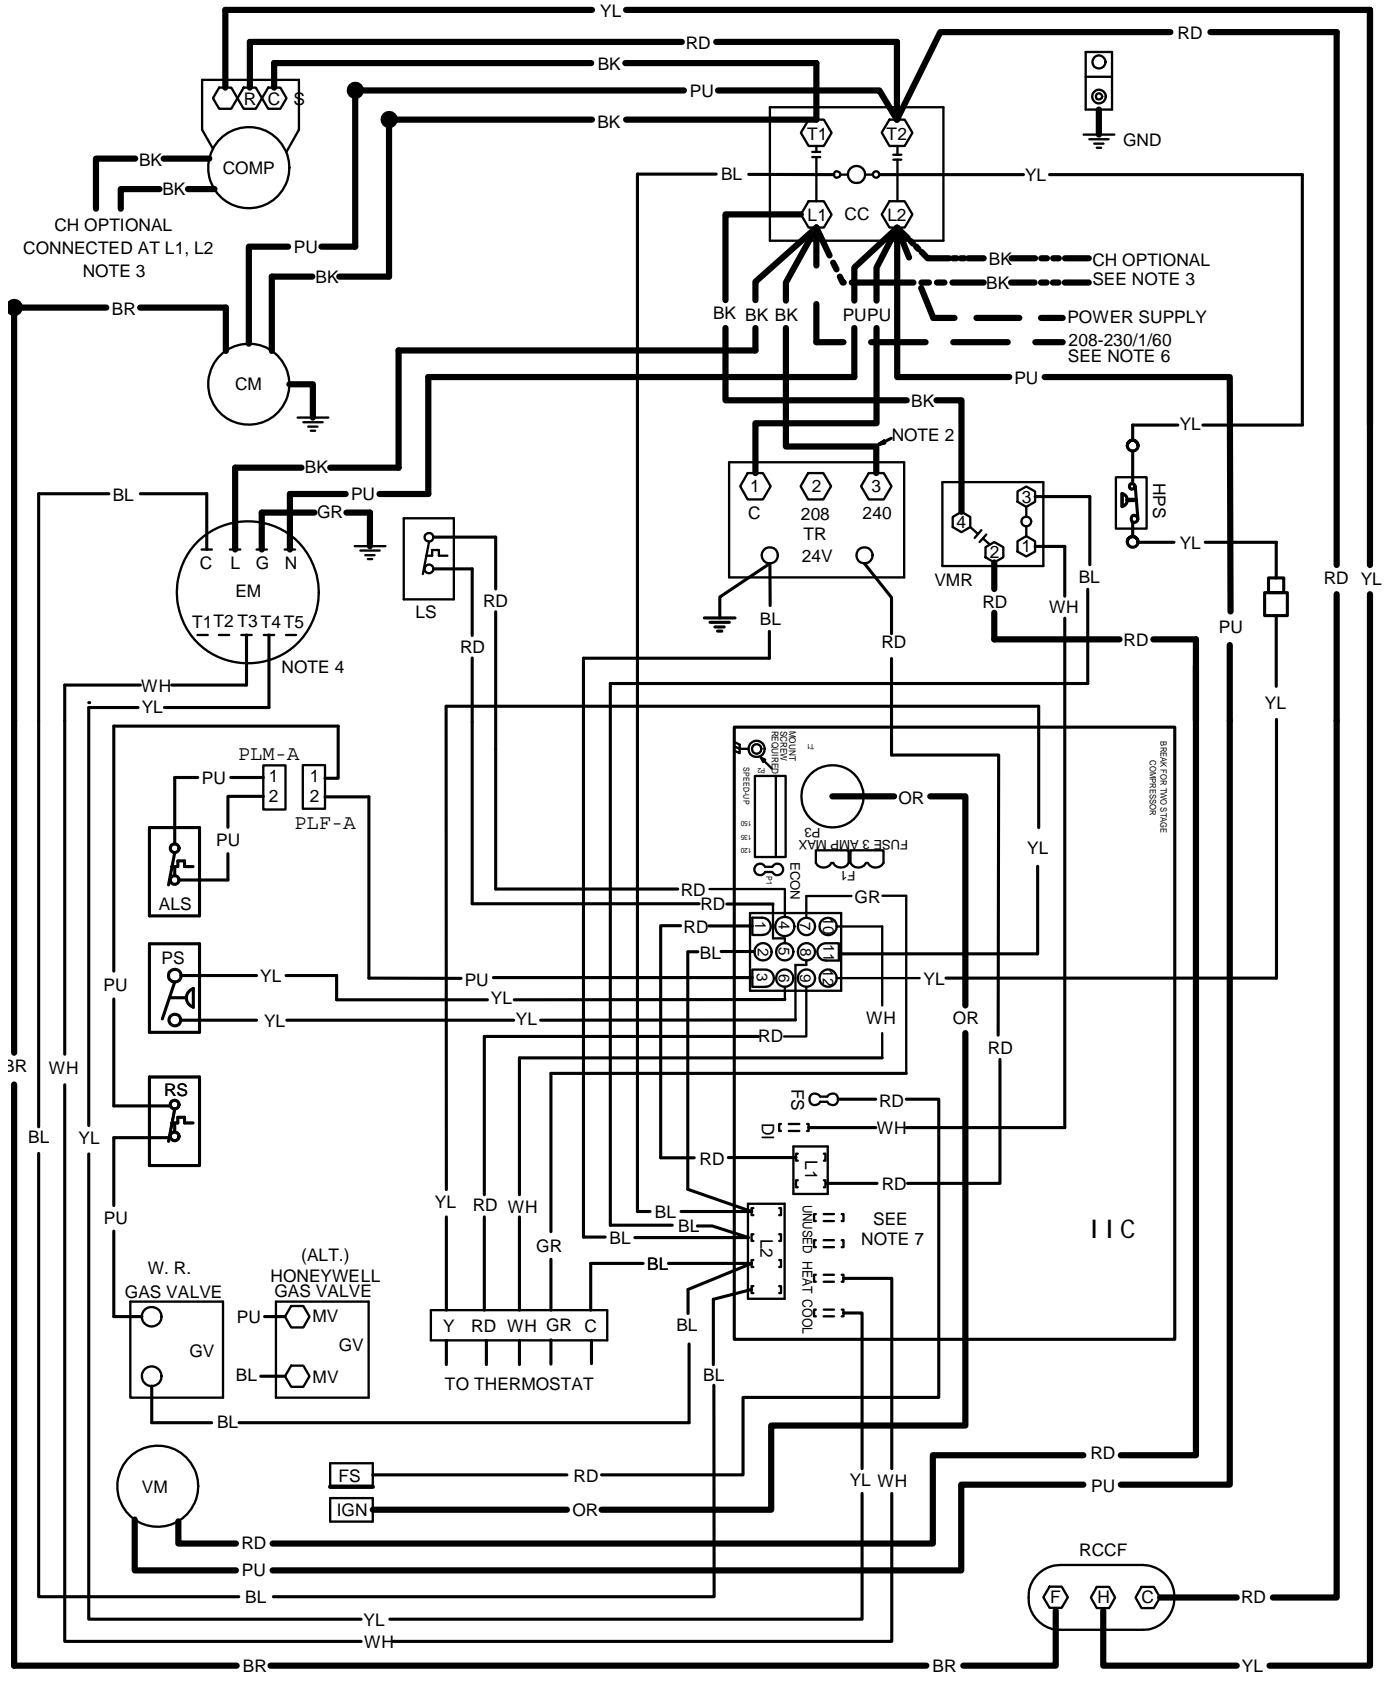 YL
RD
RD
BK
PU
BK
R C S
COMP
BK
BK
T1 T2
GND
BL
YL
L1 CC L2
CH OPTIONAL
CONNECTED AT L1, L2
NOTE 3
PU
BK
BK
CH OPTIONAL
BK
SEE NOTE 3
BR
BK BK BK PU PU
POWER SUPPLY
208-230/1/60
SEE NOTE 6
CM
PU
BK
YL
NOTE 2
BK
BL
PU
GR
1 2 3
C 208 240
TR
24V
HPS
3
4
1
2
VMR
YL
C L G N
EM
T1 T2 T3 T4 T5
NOTE 4
LS
RD
RD
BL
RD
RD
WH
BL
RD
RD YL
PU
WH
YL
YL
PLM-A
1
2
PLF-A
1
2
PU
PU
ALS
MOUNT
SCREW
REQUIRED
P2
SPEED-UP
150
135
120
P1
ECON
P3
FUSE 3 AMP MAX
F1
OR
BREAK FOR TWO STAGE
COMPRESSOR
YL
RD
RD
GR
RD
1 4 7 10
BL
2 5 8 11
3 6 9 12
PU
YL
PS
YL
YL
YL
YL
PU
RD
WH
OR
RD
BR
WH
RS
BL
YL
FS
RD
DI
WH
RD
L1
RD
YL RD WH
GR
PU
BL
BL
BL
BL
L2
UNUSED HEAT COOL
SEE
NOTE 7
IIC
W. R.
GAS VALVE
(ALT.)
HONEYWELL
GAS VALVE
PU
MV
GV
GV
BL
MV
Y RD WH GR C
TO THERMOSTAT
BL
BL
BL
VM
FS
RD
IGN
OR
YL WH
RD
PU
RD
PU
BL
YL
WH
BR
BR
RCCF
F H C
RD
YL